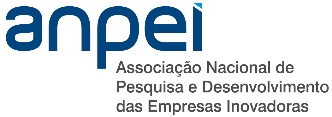 anpei
Associação Nacional de
Pesquisa e Desenvolvimento
das Empresas Inovadoras